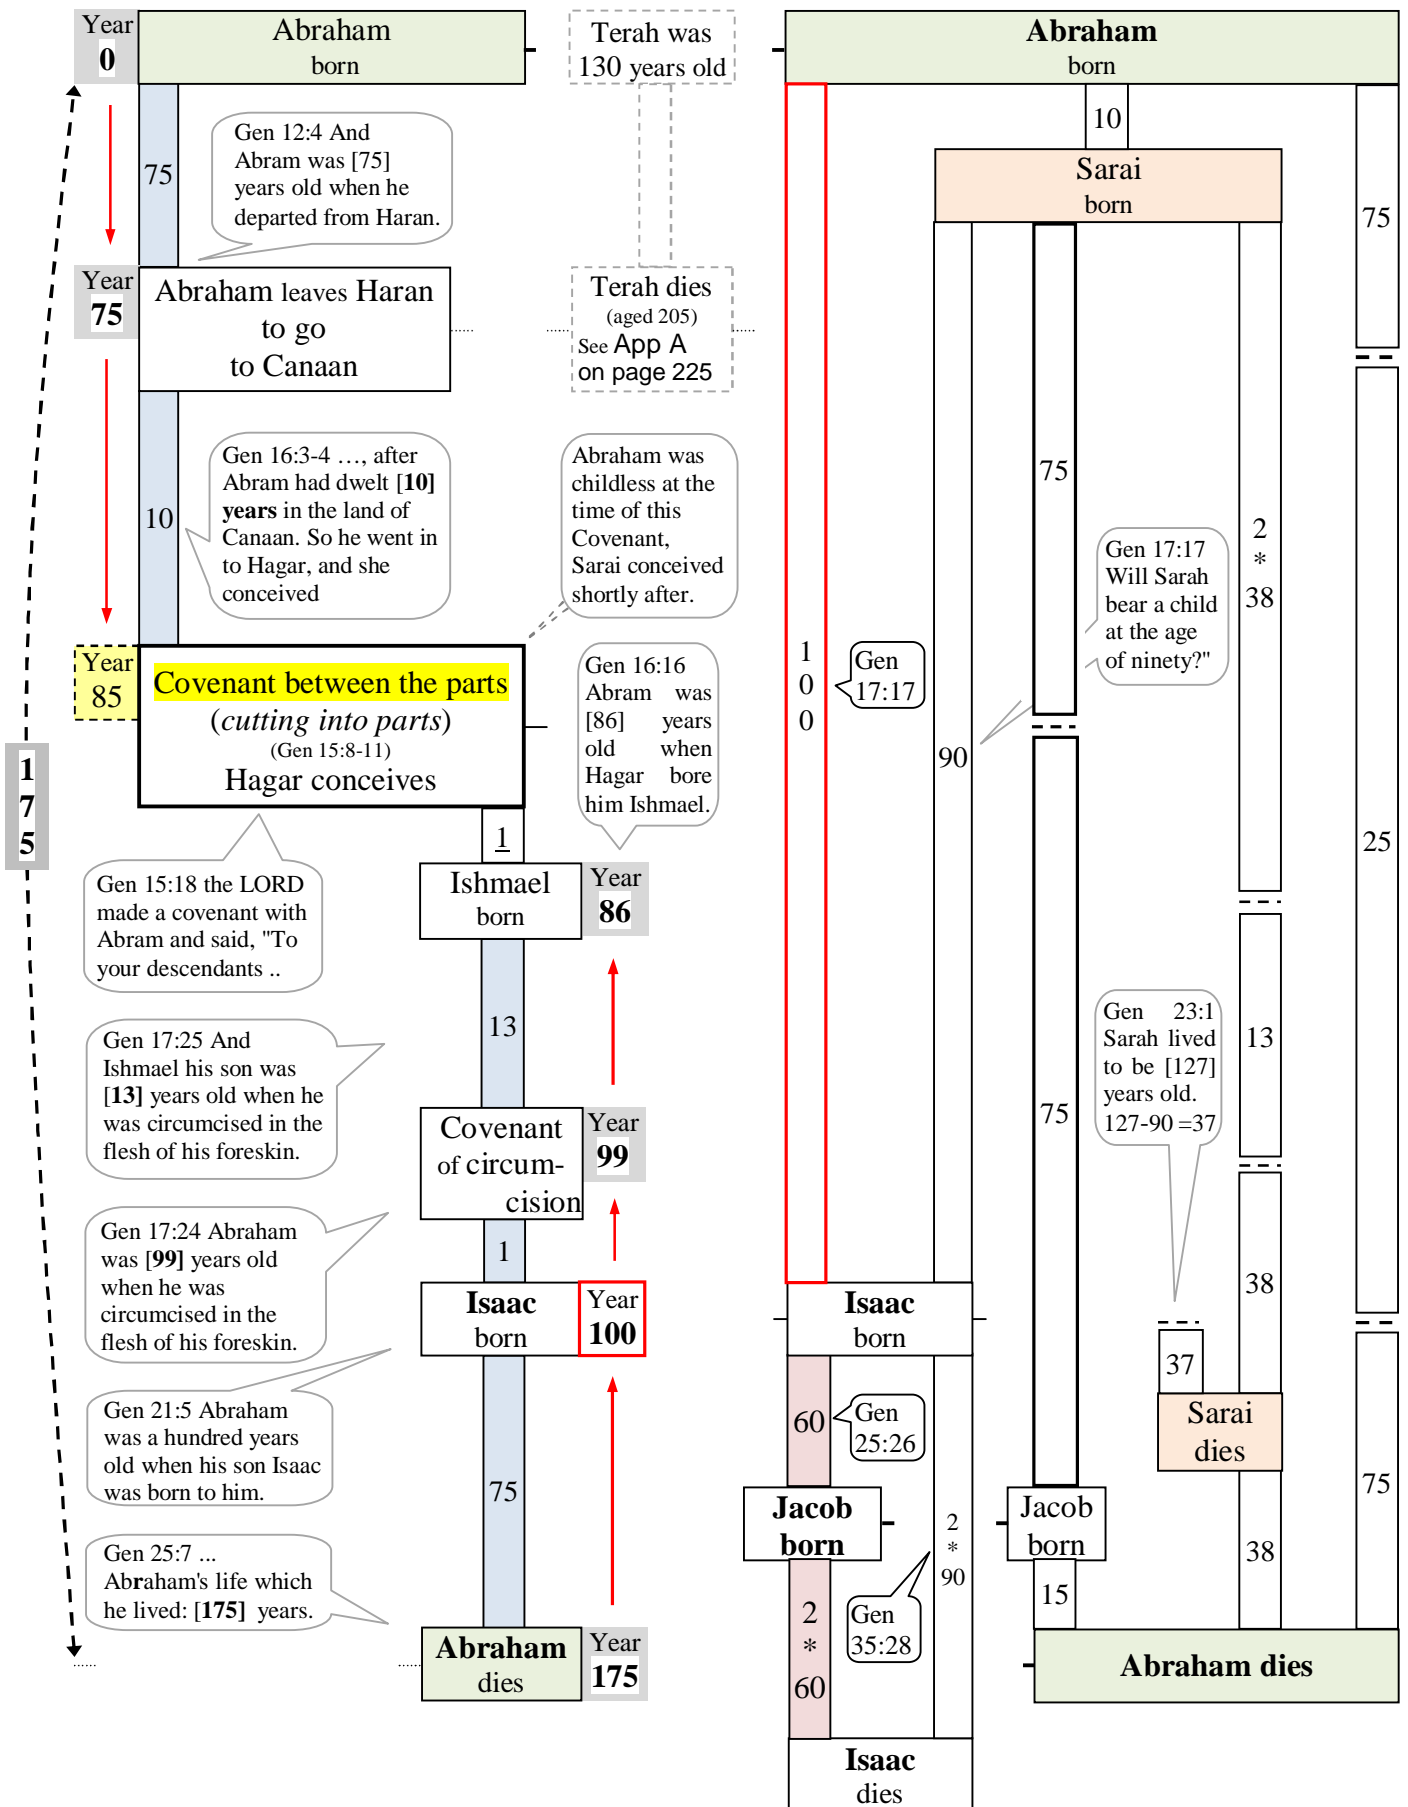 Year
0
Abraham
born
Terah was
130 years old
Abraham
born
75
Gen 12:4 And
Abram was [75]
years old when he
departed from Haran.
10
Sarai
born
75
Year
75
Abraham leaves Haran
to go
to Canaan
Terah dies
(aged 205)
See App A
on page 225
10
Gen 16:3-4 …, after
Abram had dwelt [10]
years in the land of
Canaan. So he went in
to Hagar, and she
conceived
Abraham was
childless at the
time of this
Covenant,
Sarai conceived
shortly after.
75
2
*
38
Gen 17:17
Will Sarah
bear a child
at the age
of ninety?"
Year
85
Covenant between the parts
(cutting into parts)
(Gen 15:8-11)
Hagar conceives
Gen 16:16
Abram was
[86] years
old when
Hagar bore
him Ishmael.
1
0
0
Gen
17:17
90
1
7
5
25
1
Gen 15:18 the LORD
made a covenant with
Abram and said, "To
your descendants ..
Ishmael
born
Year
86
13
Gen 17:25 And
Ishmael his son was
[13] years old when he
was circumcised in the
flesh of his foreskin.
75
Gen 23:1
Sarah lived
to be [127]
years old.
127-90 =37
13
Covenant
of circum-
cision
Year
99
Gen 17:24 Abraham
was [99] years old
when he was
circumcised in the
flesh of his foreskin.
1
38
Isaac
born
Year
100
Isaac
born
37
Gen 21:5 Abraham
was a hundred years
old when his son Isaac
was born to him.
75
60
Gen
25:26
Sarai
dies
75
Jacob
born
2
*
90
Jacob
born
38
Gen 25:7 ...
Abraham's life which
he lived: [175] years.
2
*
60
Gen
35:28
15
Abraham
dies
Year
175
Abraham dies
Isaac
dies